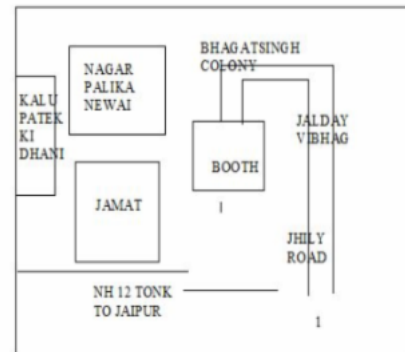 BHAGATSINGH
COLONY
NAGAR
PALIKA
NEWAI
KALU
PATEK
KI
DHANI
JALDAY
VIBHAG
BOOTH
JAMAT
1
JHILY
ROAD
NH 12 TONK
TO JAIPUR
1